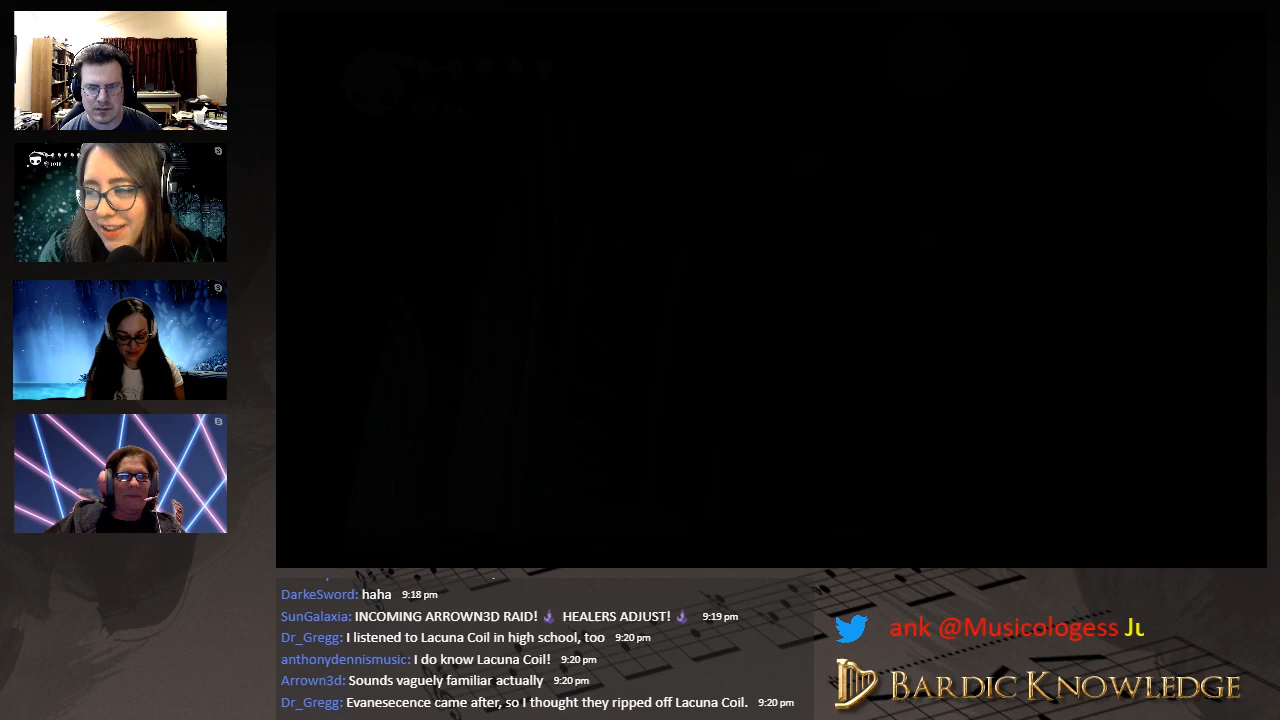 DarkeSword: haha 9:18 pm
SunGalaxia: INCOMING ARROWN3D RAID! HEALERS ADJUST! 9:19 pm
Dr_Gregg: I listened to Lacuna Coil in high school, too 9:20 pm
anthonydennismusic: I do know Lacuna Coil! 9:20 pm
Arrown3d: Sounds vaguely familiar actually 9:20 pm
Dr_Gregg: Evanesecence came after, so I thought they ripped off Lacuna Coil. 9:20 pm
ank @Musicologess Ju
BARDIC KNOWLEDGE